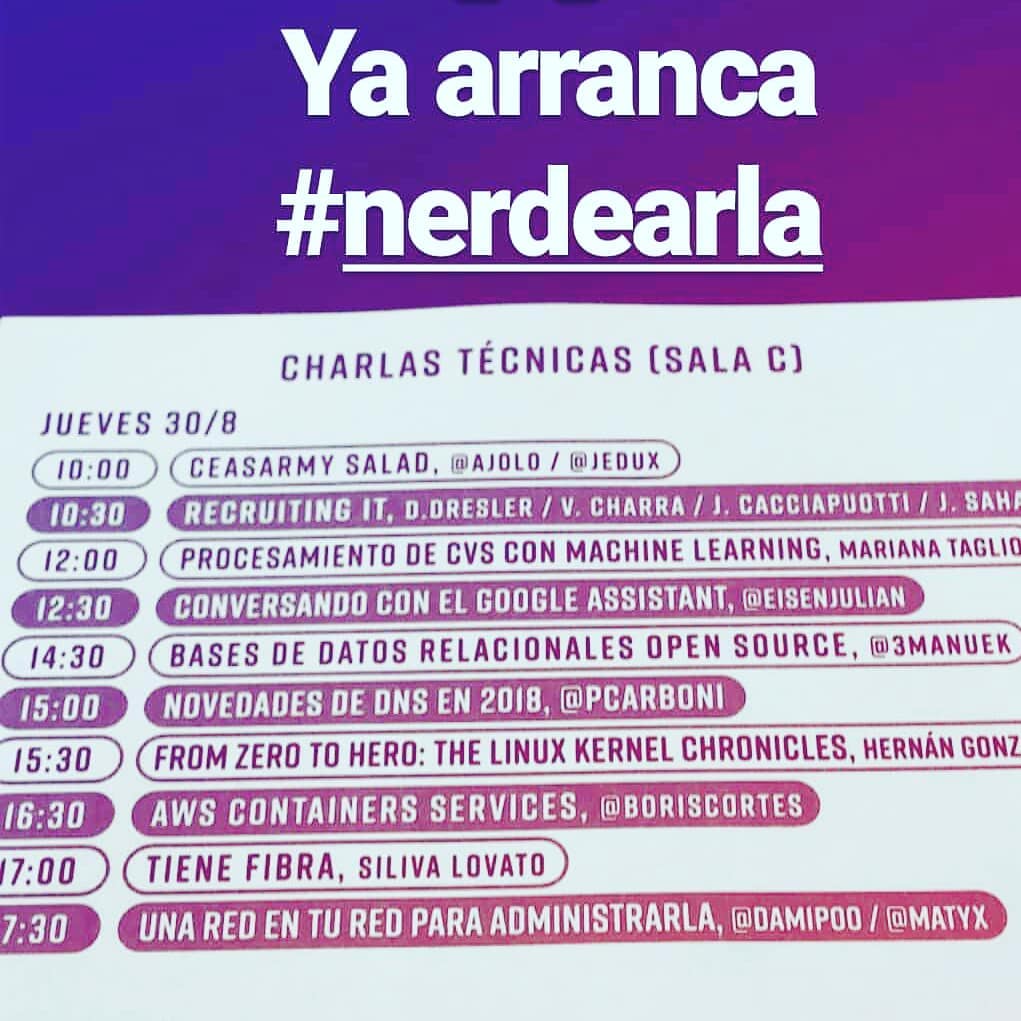 Ya arranca
#nerdearla
CHARLAS TÉCNICAS (SALA C)
JUEVES 30/8
10:00 CEASARMY SALAD, @AJOLO / @JEDUX
10:30 RECRUITING IT, D.DRESLER / V. CHARRA / J. CACCIAPUOTTI / J. SAHA
12:00 PROCESAMIENTO DE CVS CON MACHINE LEARNING, MARIANA TAGLIO
12:30 CONVERSANDO CON EL GOOGLE ASSISTANT, @EISENJULIAN
14:30 BASES DE DATOS RELACIONALES OPEN SOURCE, @3MANUEK
15:00 NOVEDADES DE DNS EN 2018, @PCARBONI
15:30 FROM ZERO TO HERO: THE LINUX KERNEL CHRONICLES, HERNÁN GONZ
16:30 AWS CONTAINERS SERVICES, @BORISCORTES
17:00 TIENE FIBRA, SILIVA LOVATO
7:30 UNA RED EN TU RED PARA ADMINISTRARLA, @DAMIPOO / @MATYX